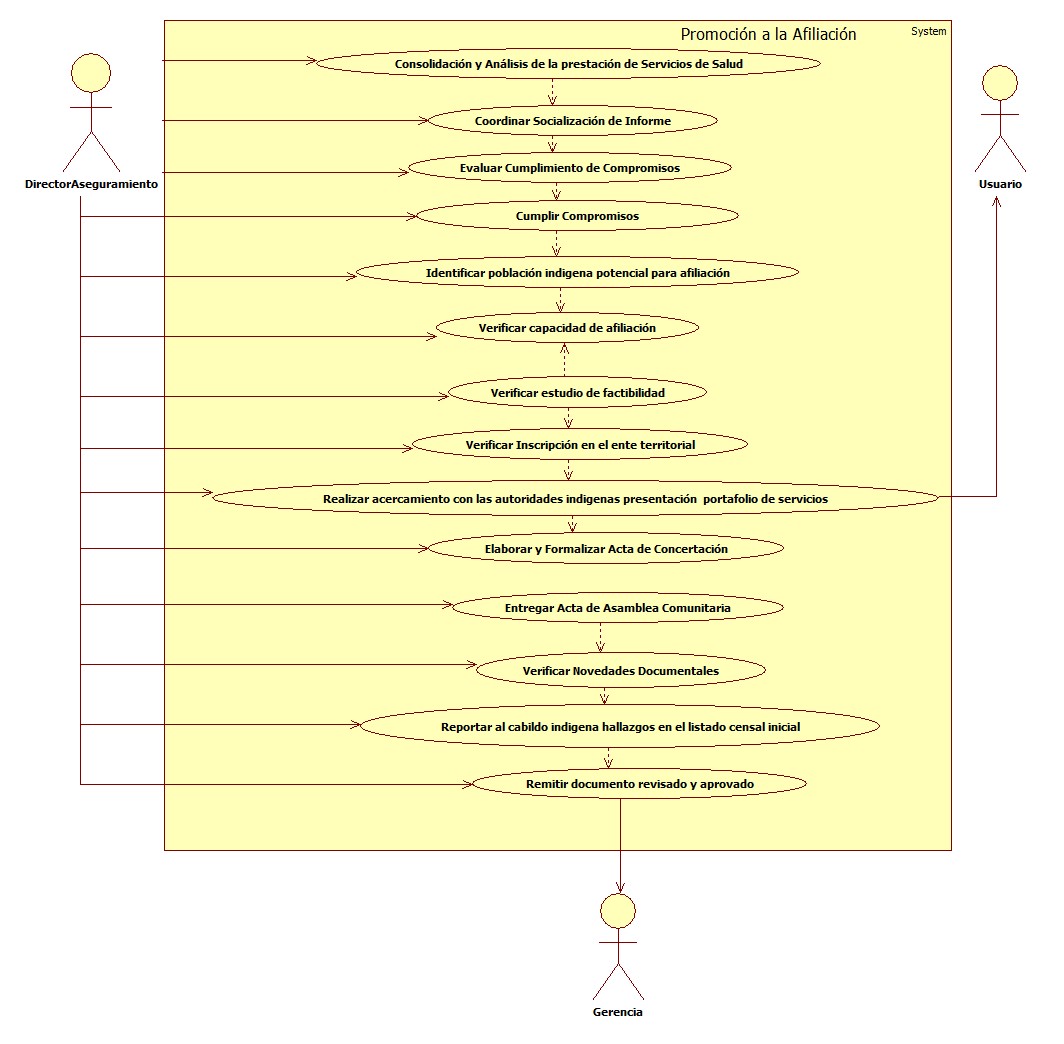 Promoción a la Afiliación
System
Consolidación y Análisis de la prestación de Servicios de Salud
Coordinar Socialización de Informe
Evaluar Cumplimiento de Compromisos
DirectorAseguramiento
Usuario
Cumplir Compromisos
Identificar población indigena potencial para afiliación
Verificar capacidad de afiliación
Verificar estudio de factibilidad
Verificar Inscripción en el ente territorial
Realizar acercamiento con las autoridades indigenas presentación  portafolio de servicios
Elaborar y Formalizar Acta de Concertación
Entregar Acta de Asamblea Comunitaria
Verificar Novedades Documentales
Reportar al cabildo indigena hallazgos en el listado censal inicial
Remitir documento revisado y aprovado
Gerencia